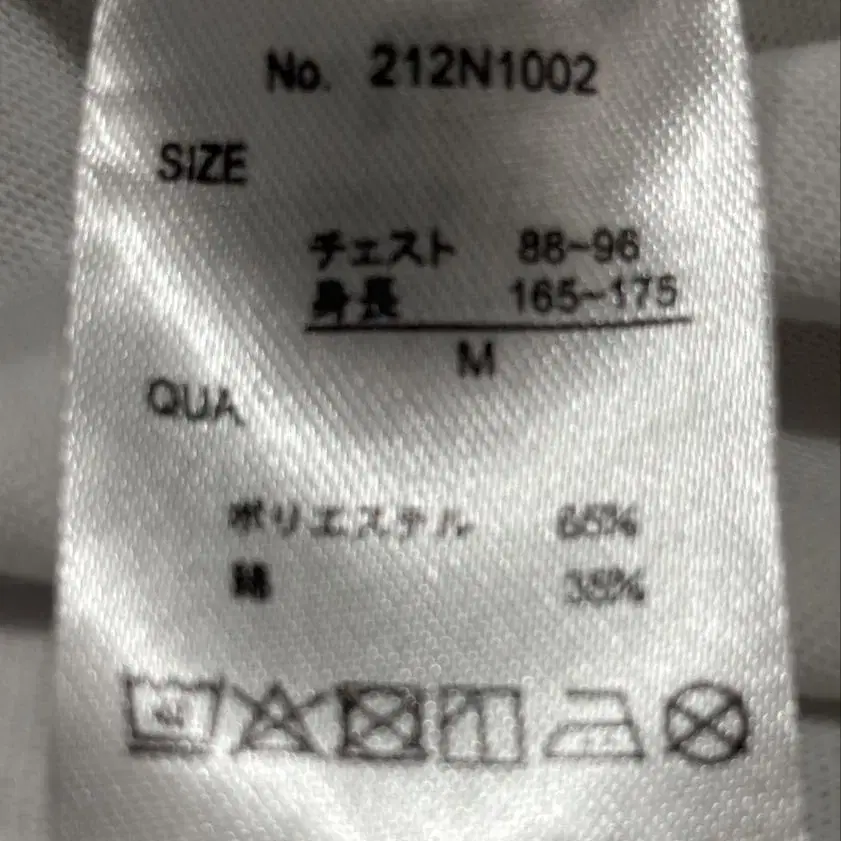 No. 212N1002
SIZE
チェスト 88-96
身長 165-175
M
QUA
ポリエステル 65%
綿 35%